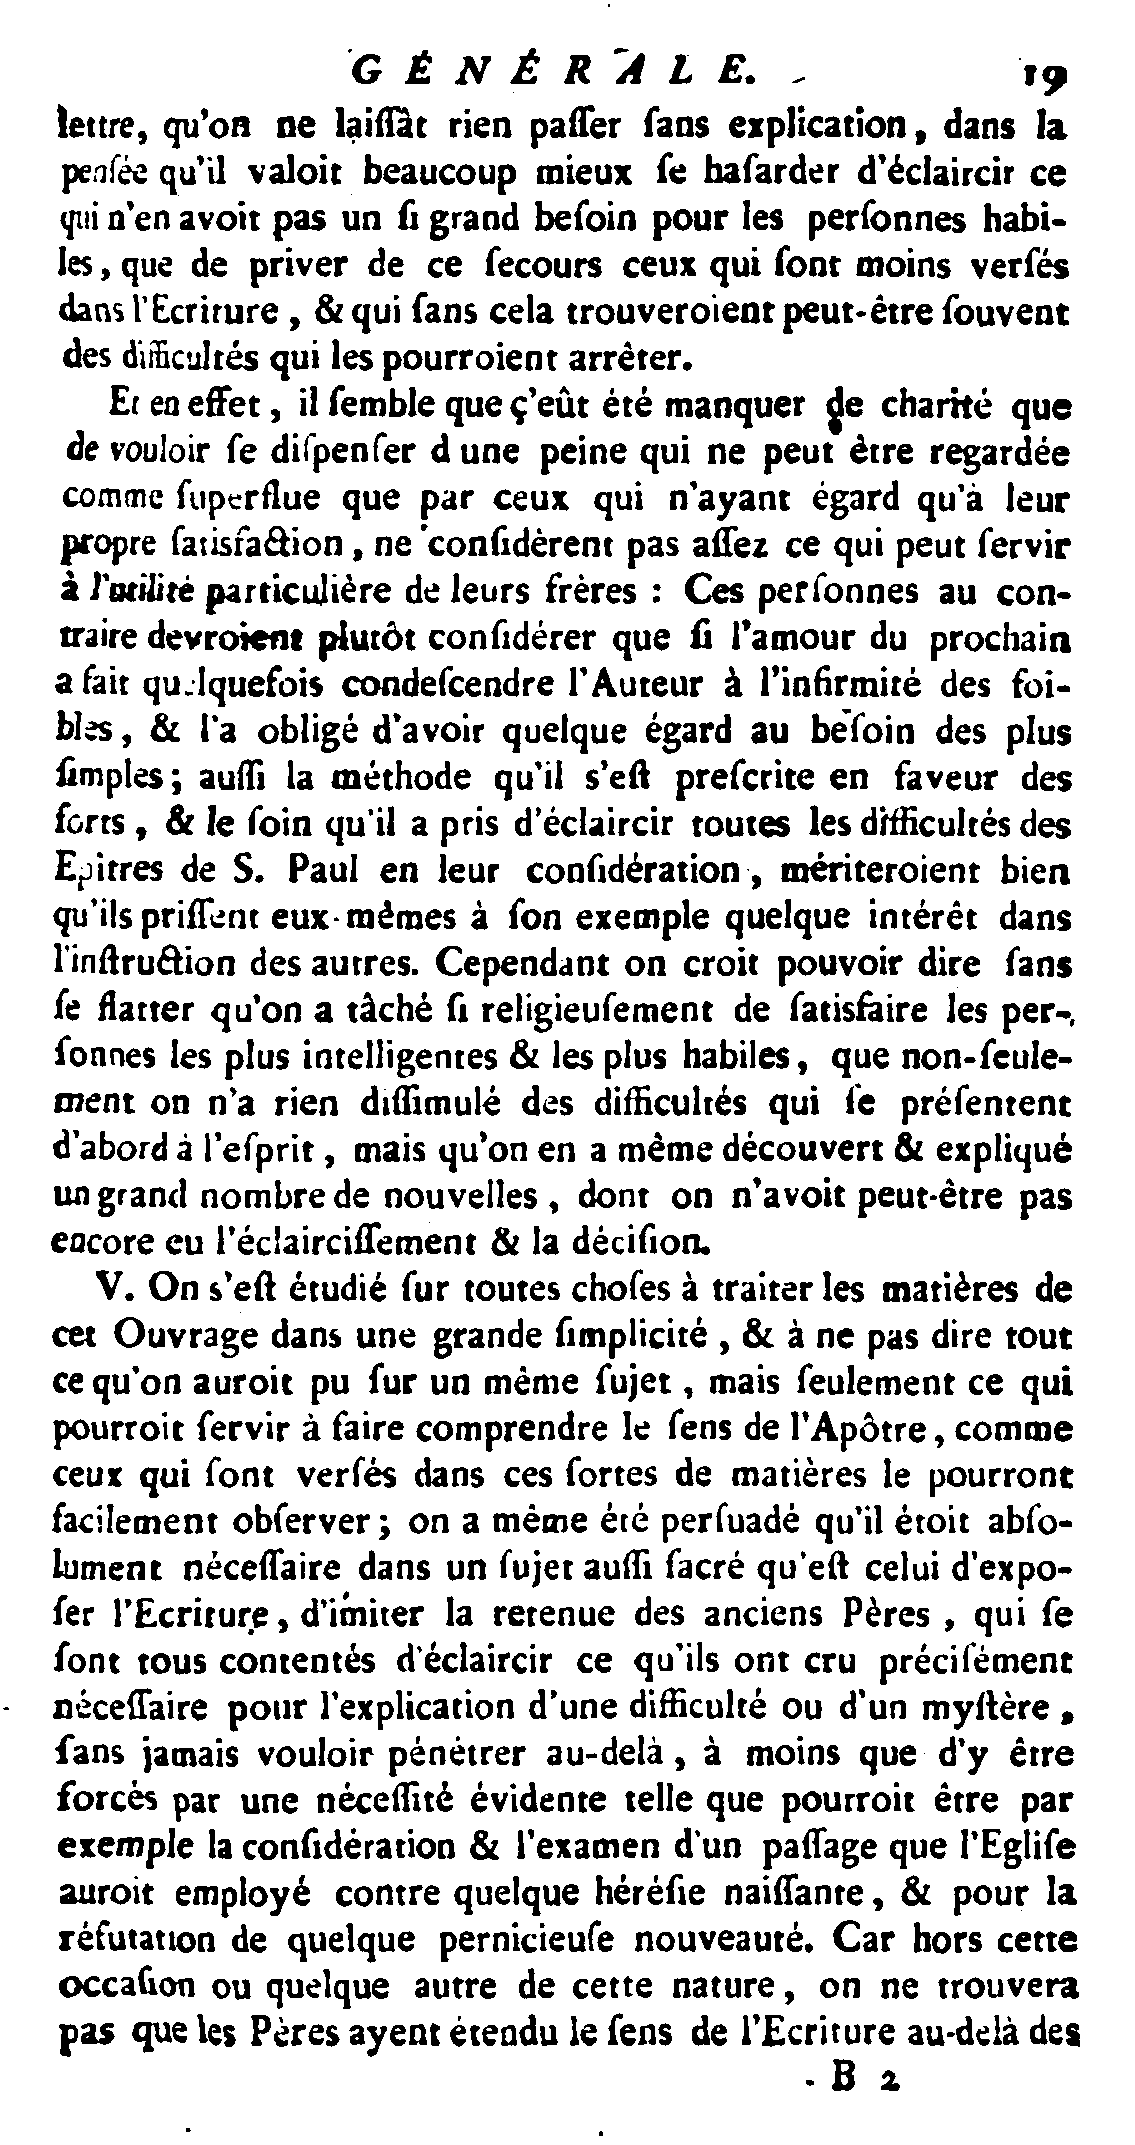 GÉNÉRALE. 19
lettre, qu'on ne laiſſât rien paſſer ſans explication, dans la
penſée qu'il valoit beaucoup mieux ſe haſarder d'éclaircir ce
qui n'en avoit pas un ſi grand beſoin pour les perſonnes habi-
les, que de priver de ce ſecours ceux qui ſont moins verſés
dans l'Ecriture, & qui ſans cela trouveroient peut-être ſouvent
des difficultés qui les pourroient arrêter.
Et en effet, il ſemble que ç'eût été manquer de charité que
de vouloir ſe diſpenſer d une peine qui ne peut être regardée
comme ſuperflue que par ceux qui n'ayant égard qu'à leur
propre ſatisfaction, ne conſidèrent pas aſſez ce qui peut ſervir
à l'utilité particulière de leurs frères : Ces perſonnes au con-
traire devroient plutôt conſidérer que ſi l'amour du prochain
a fait quelquefois condeſcendre l'Auteur à l'infirmité des foi-
bles, & l'a obligé d'avoir quelque égard au beſoin des plus
ſimples; auſſi la méthode qu'il s'eſt preſcrite en faveur des
forts, & le ſoin qu'il a pris d'éclaircir toutes les difficultés des
Epitres de S. Paul en leur conſidération, mériteroient bien
qu'ils priſſent eux-mêmes à ſon exemple quelque intérêt dans
l'inſtruction des autres. Cependant on croit pouvoir dire ſans
ſe flatter qu'on a tâché ſi religieuſement de ſatisfaire les per-
ſonnes les plus intelligentes & les plus habiles, que non-ſeule-
ment on n'a rien diſſimulé des difficultés qui ſe préſentent
d'abord à l'eſprit, mais qu'on en a même découvert & expliqué
un grand nombre de nouvelles, dont on n'avoit peut-être pas
encore eu l'éclairciſſement & la déciſion.
V. On s'eſt étudié ſur toutes choſes à traiter les matières de
cet Ouvrage dans une grande ſimplicité, & à ne pas dire tout
ce qu'on auroit pu ſur un même ſujet, mais ſeulement ce qui
pourroit ſervir à faire comprendre le ſens de l'Apôtre, comme
ceux qui ſont verſés dans ces ſortes de matières le pourront
facilement obſerver; on a même été perſuadé qu'il étoit abſo-
lument néceſſaire dans un ſujet auſſi ſacré qu'eſt celui d'expo-
ſer l'Ecriture, d'imiter la retenue des anciens Pères, qui ſe
ſont tous contentés d'éclaircir ce qu'ils ont cru préciſément
néceſſaire pour l'explication d'une difficulté ou d'un myſtère,
ſans jamais vouloir pénétrer au-delà, à moins que d'y être
forcés par une néceſſité évidente telle que pourroit être par
exemple la conſidération & l'examen d'un paſſage que l'Egliſe
auroit employé contre quelque héréſie naiſſante, & pour la
réfutation de quelque pernicieuſe nouveauté. Car hors cette
occaſion ou quelque autre de cette nature, on ne trouvera
pas que les Pères ayent étendu le ſens de l'Ecriture au-delà des
B 2